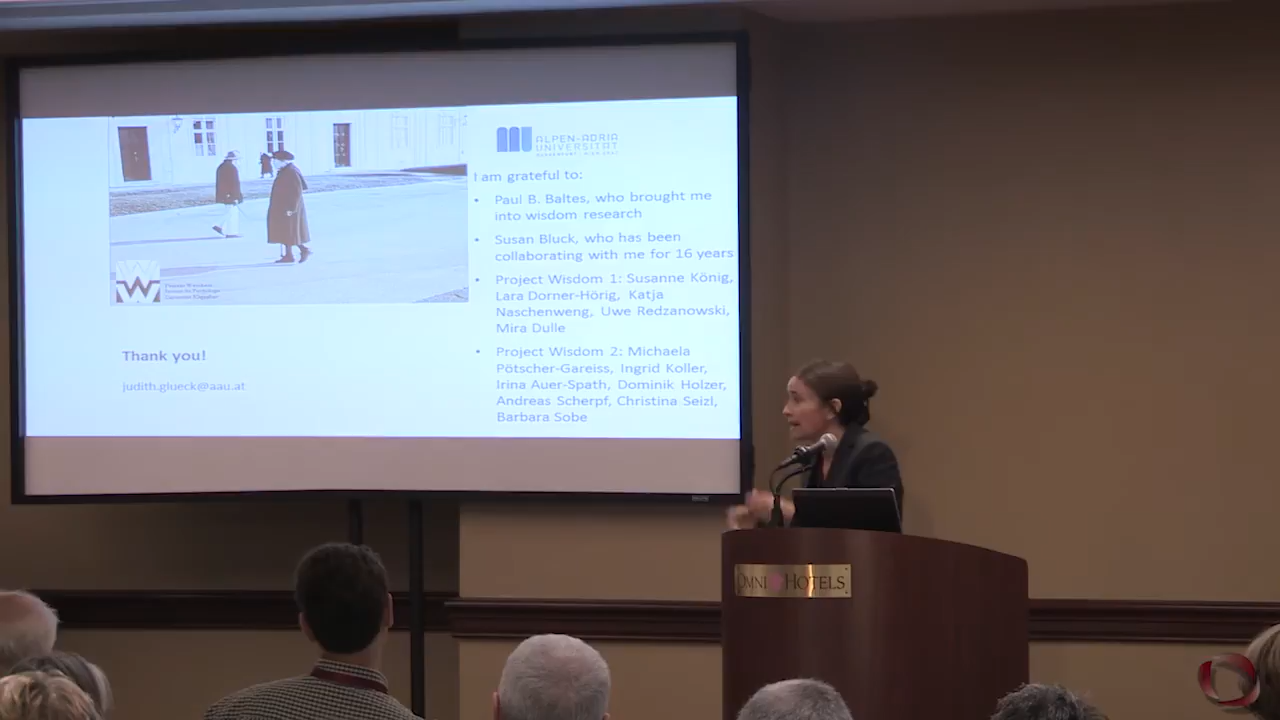 ALPEN-ADRIA
UNIVERSITÄT
I am grateful to:
• Paul B. Baltes, who brought me
into wisdom research
• Susan Bluck, who has been
collaborating with me for 16 years
• Project Wisdom 1: Susanne König,
Lara Dorner-Hörig, Katja
Naschenweng, Uwe Redzanowski,
Mira Dulle
• Project Wisdom 2: Michaela
Pötscher-Gareiss, Ingrid Koller,
Irina Auer-Spath, Dominik Holzer,
Andreas Scherpf, Christina Seizl,
Barbara Sobe
Thank you!
judith.glueck@aau.at
OMNI HOTELS